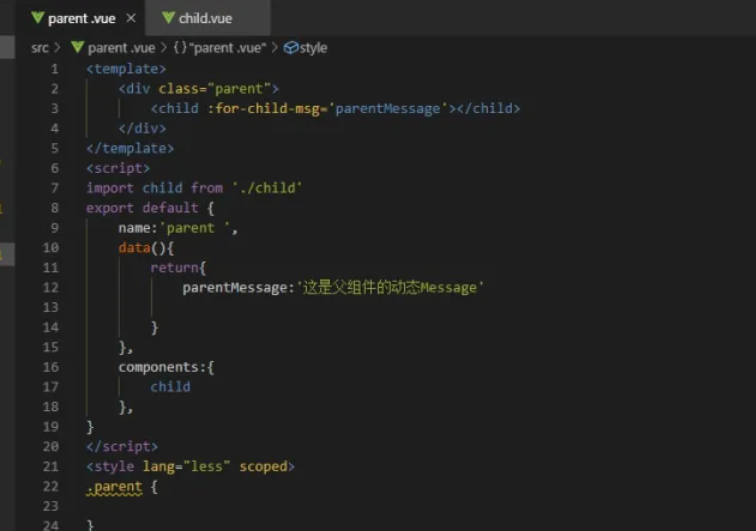 parent .vue × child.vue
src > parent .vue > {} "parent .vue" > style
1 <template>
2 <div class="parent">
3 <child :for-child-msg='parentMessage'></child>
4 </div>
5 </template>
6 <script>
7 import child from './child'
8 export default {
9 name:'parent ',
10 data(){
11 return{
12 parentMessage:'这是父组件的动态Message'
13
14 }
15 },
16 components:{
17 child
18 },
19 }
20 </script>
21 <style lang="less" scoped>
22 .parent {
23
24 }